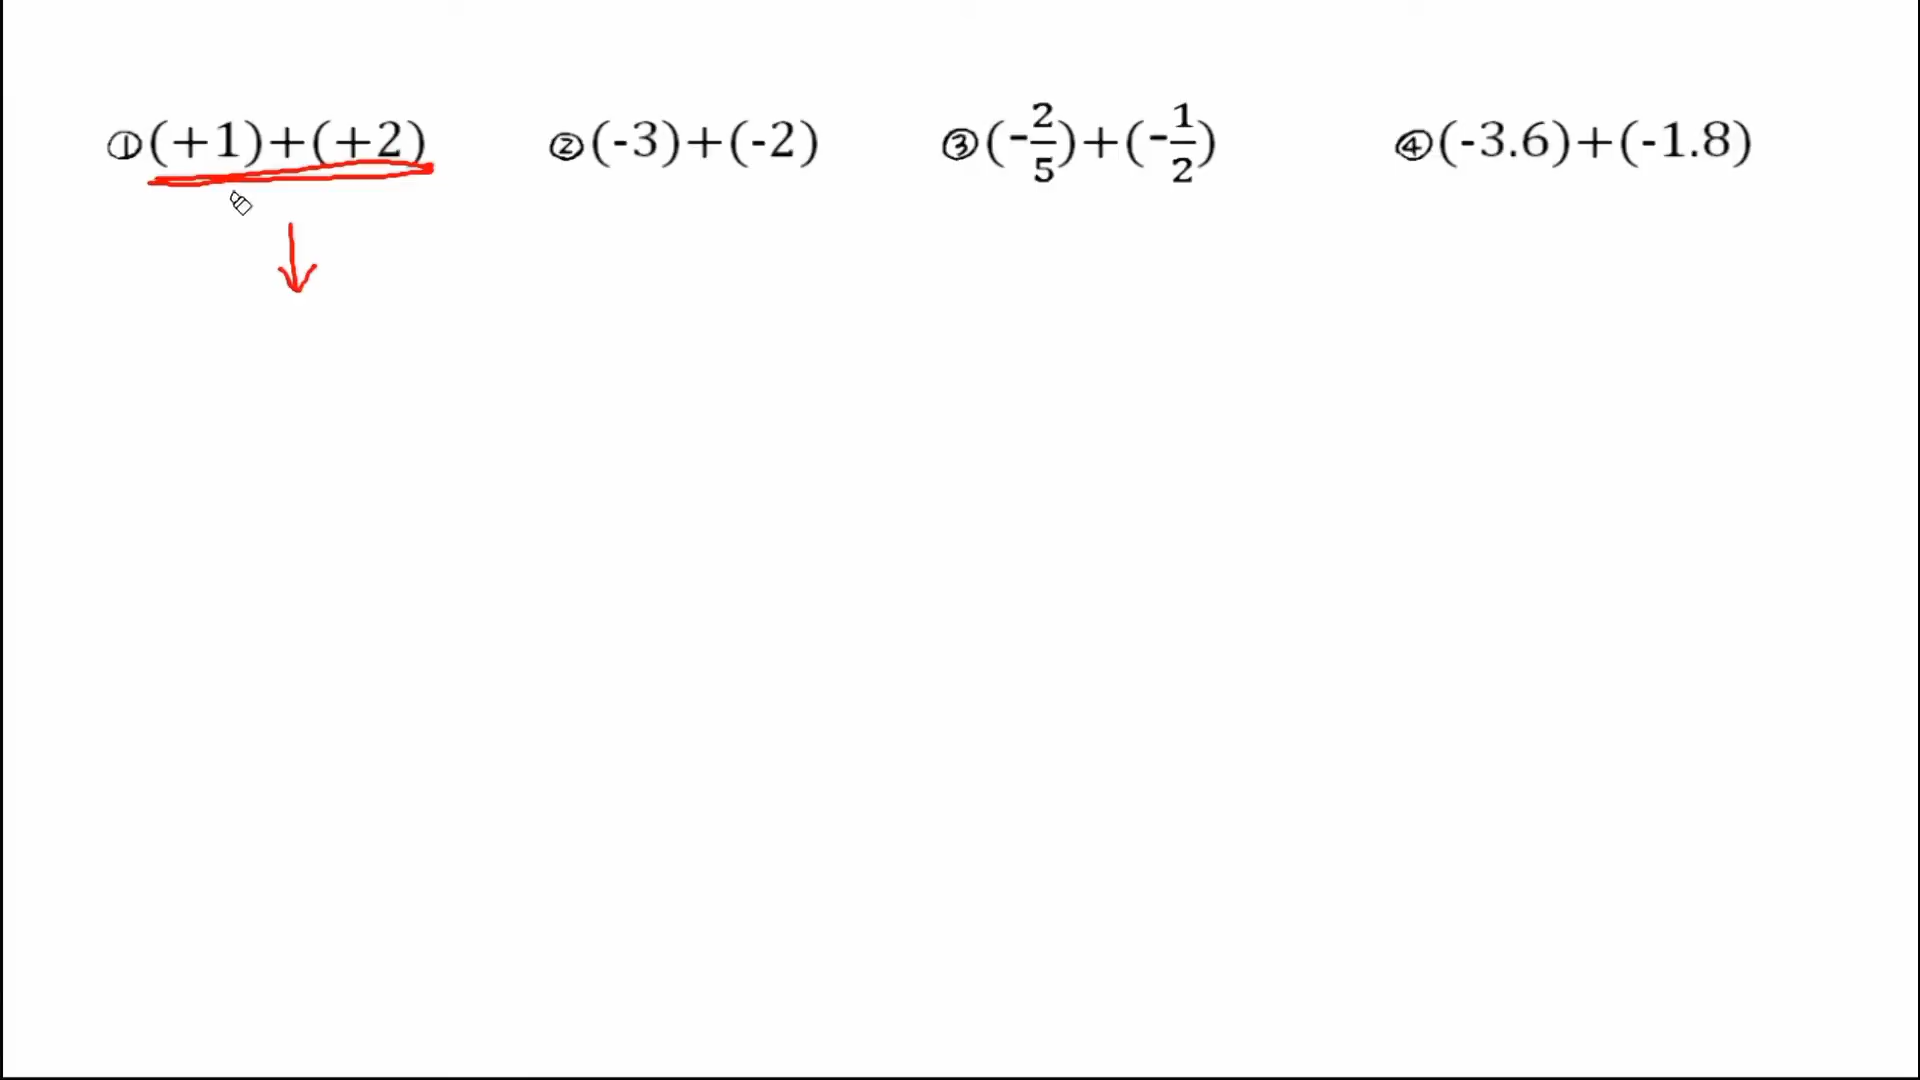 ①(+1)+(+2) ②(-3)+(-2) ③(-2/5)+(-1/2) ④(-3.6)+(-1.8)